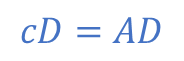 cD = AD